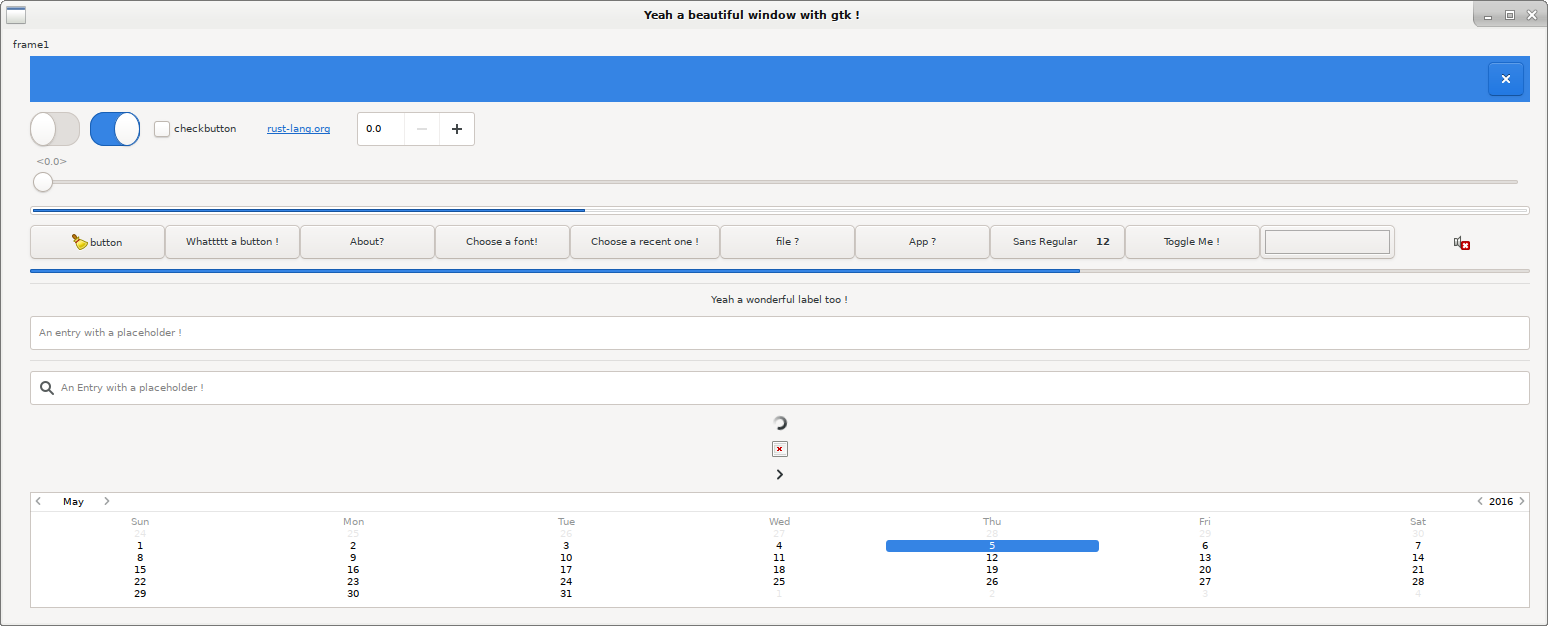 Yeah a beautiful window with gtk !
frame1
checkbutton rust-lang.org 0.0
<0.0>
button Whattttt a button ! About? Choose a font! Choose a recent one ! file ? App ? Sans Regular 12 Toggle Me !
Yeah a wonderful label too !
An entry with a placeholder !
An Entry with a placeholder !
May 2016
Sun Mon Tue Wed Thu Fri Sat
24 25 26 27 28 29 30
1 2 3 4 5 6 7
8 9 10 11 12 13 14
15 16 17 18 19 20 21
22 23 24 25 26 27 28
29 30 31 1 2 3 4